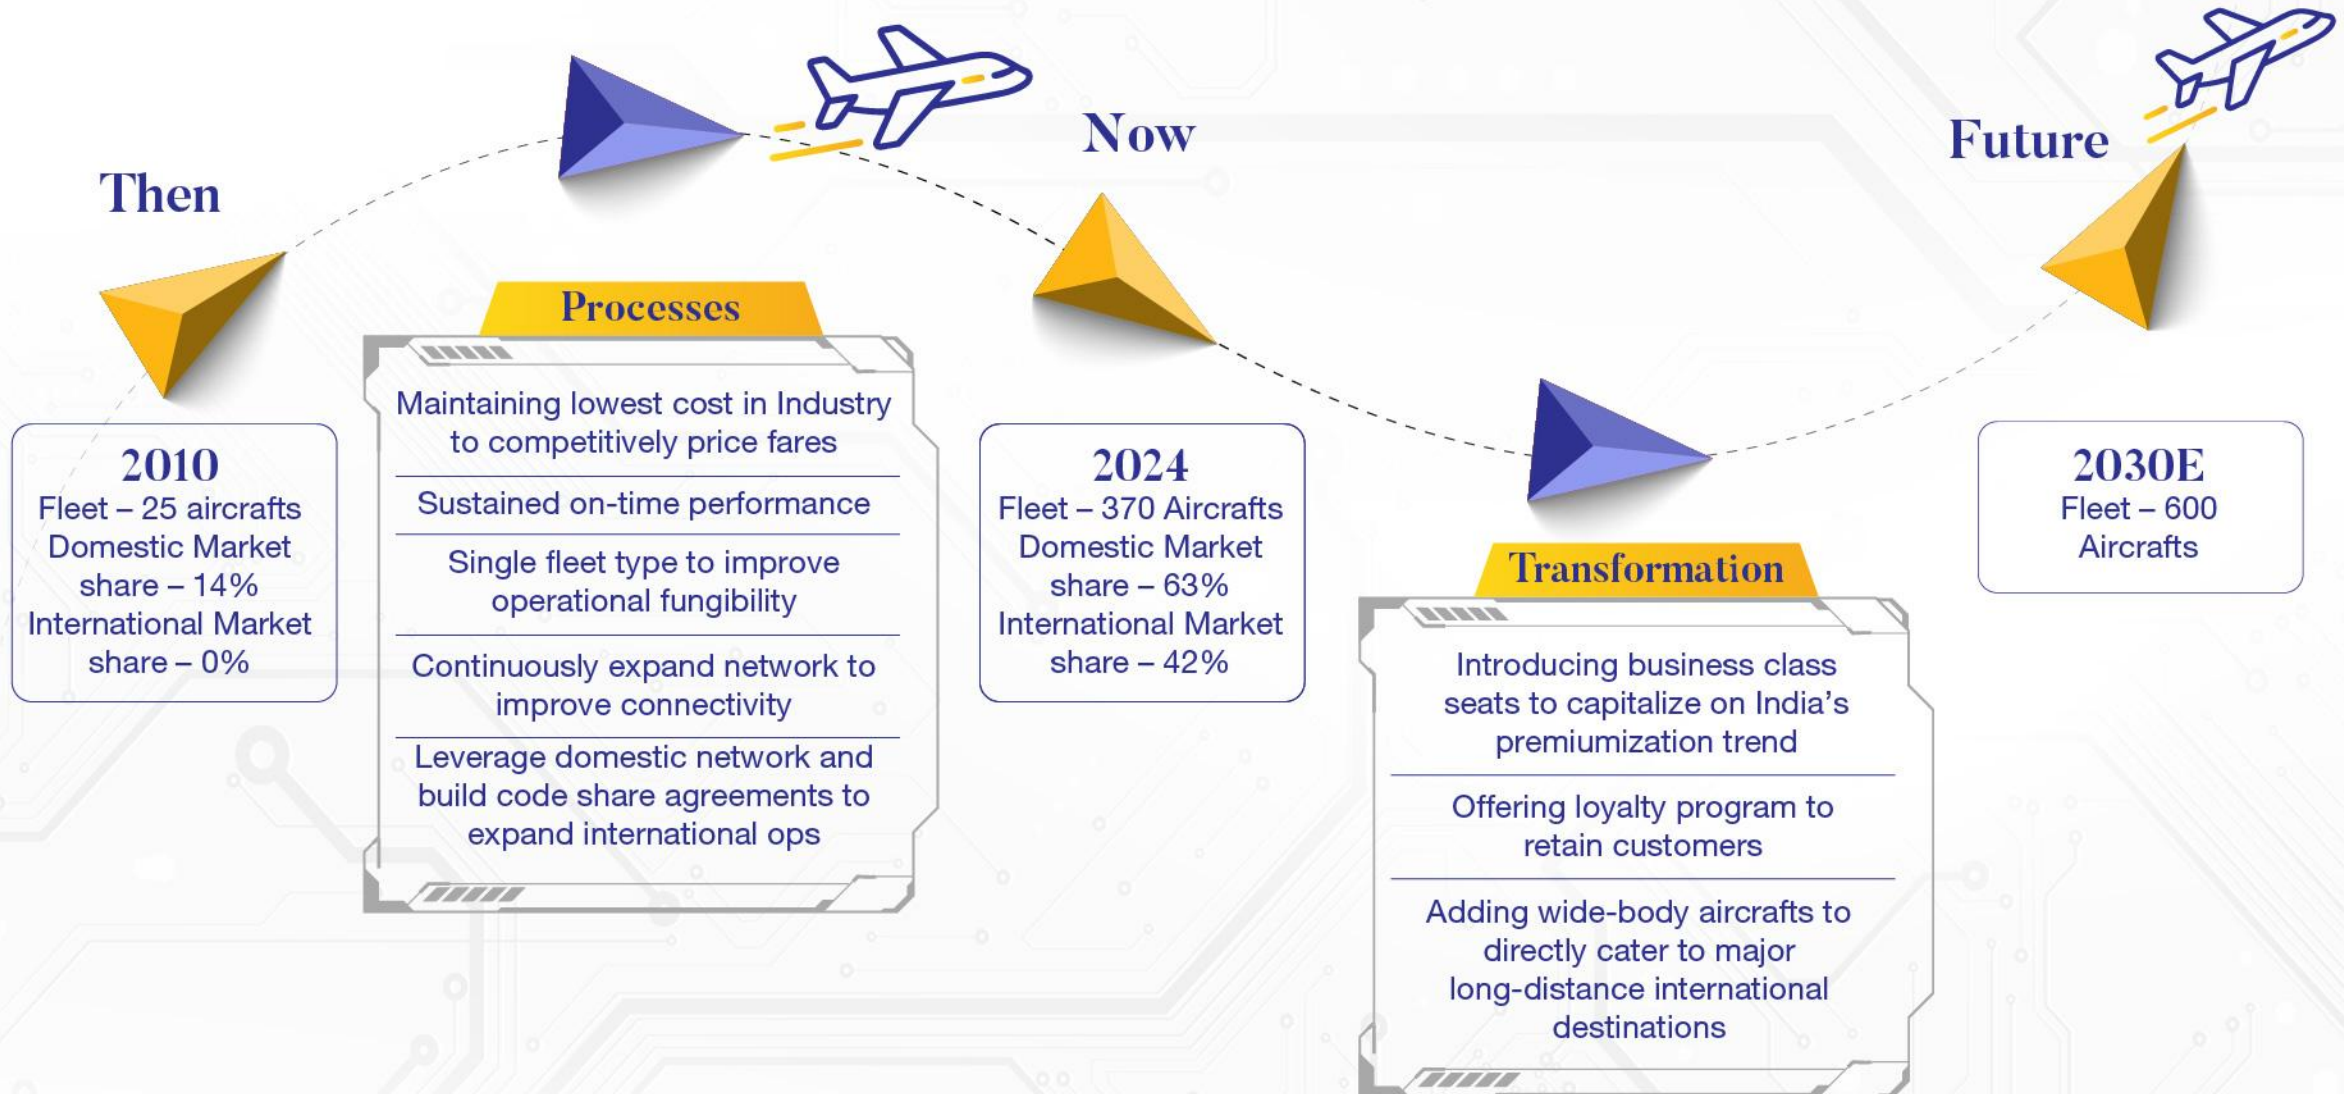 Then
2010
Fleet – 25 aircrafts
Domestic Market
share – 14%
International Market
share – 0%
Processes
Maintaining lowest cost in Industry
to competitively price fares
Sustained on-time performance
Single fleet type to improve
operational fungibility
Continuously expand network to
improve connectivity
Leverage domestic network and
build code share agreements to
expand international ops
Now
2024
Fleet – 370 Aircrafts
Domestic Market
share – 63%
International Market
share – 42%
Transformation
Introducing business class
seats to capitalize on India’s
premiumization trend
Offering loyalty program to
retain customers
Adding wide-body aircrafts to
directly cater to major
long-distance international
destinations
Future
2030E
Fleet – 600
Aircrafts